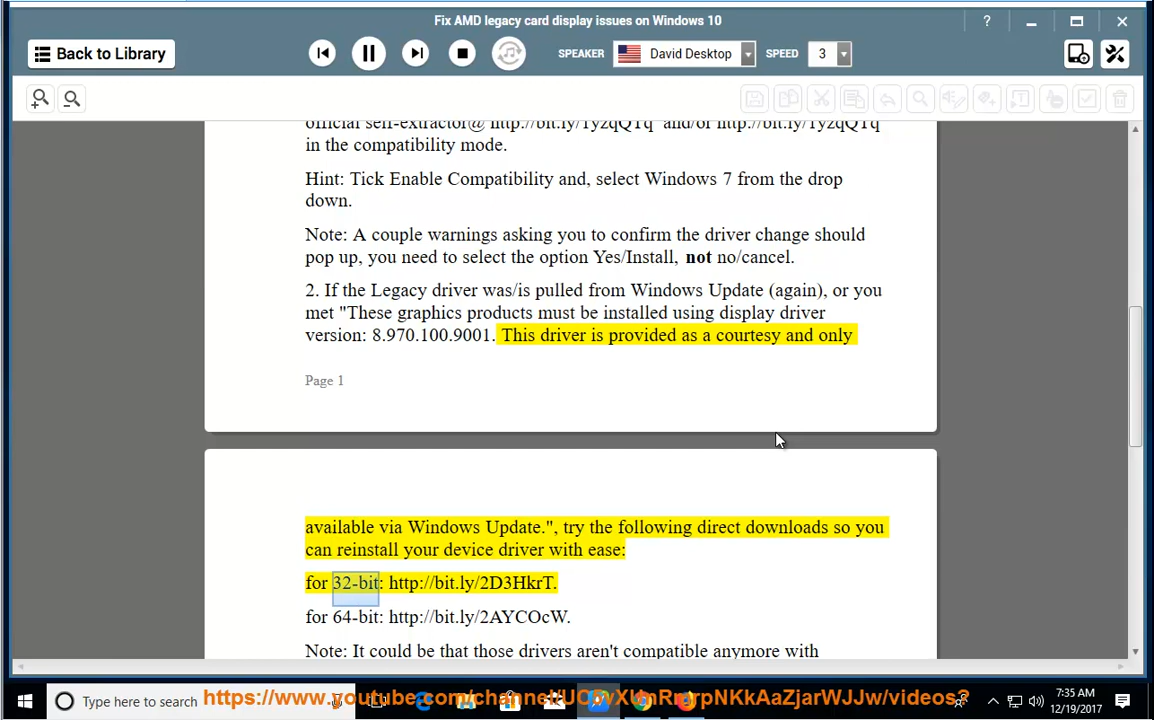 Fix AMD legacy card display issues on Windows 10
Back to Library
SPEAKER David Desktop SPEED 3
official self-extractor@ http://bit.ly/1yzqQ1q and/or http://bit.ly/1yzqQ1q
in the compatibility mode.
Hint: Tick Enable Compatibility and, select Windows 7 from the drop
down.
Note: A couple warnings asking you to confirm the driver change should
pop up, you need to select the option Yes/Install, not no/cancel.
2. If the Legacy driver was/is pulled from Windows Update (again), or you
met "These graphics products must be installed using display driver
version: 8.970.100.9001. This driver is provided as a courtesy and only
Page 1
available via Windows Update.", try the following direct downloads so you
can reinstall your device driver with ease:
for 32-bit: http://bit.ly/2D3HkrT.
for 64-bit: http://bit.ly/2AYCOcW.
Note: It could be that those drivers aren't compatible anymore with
Type here to search
7:35 AM
12/19/2017